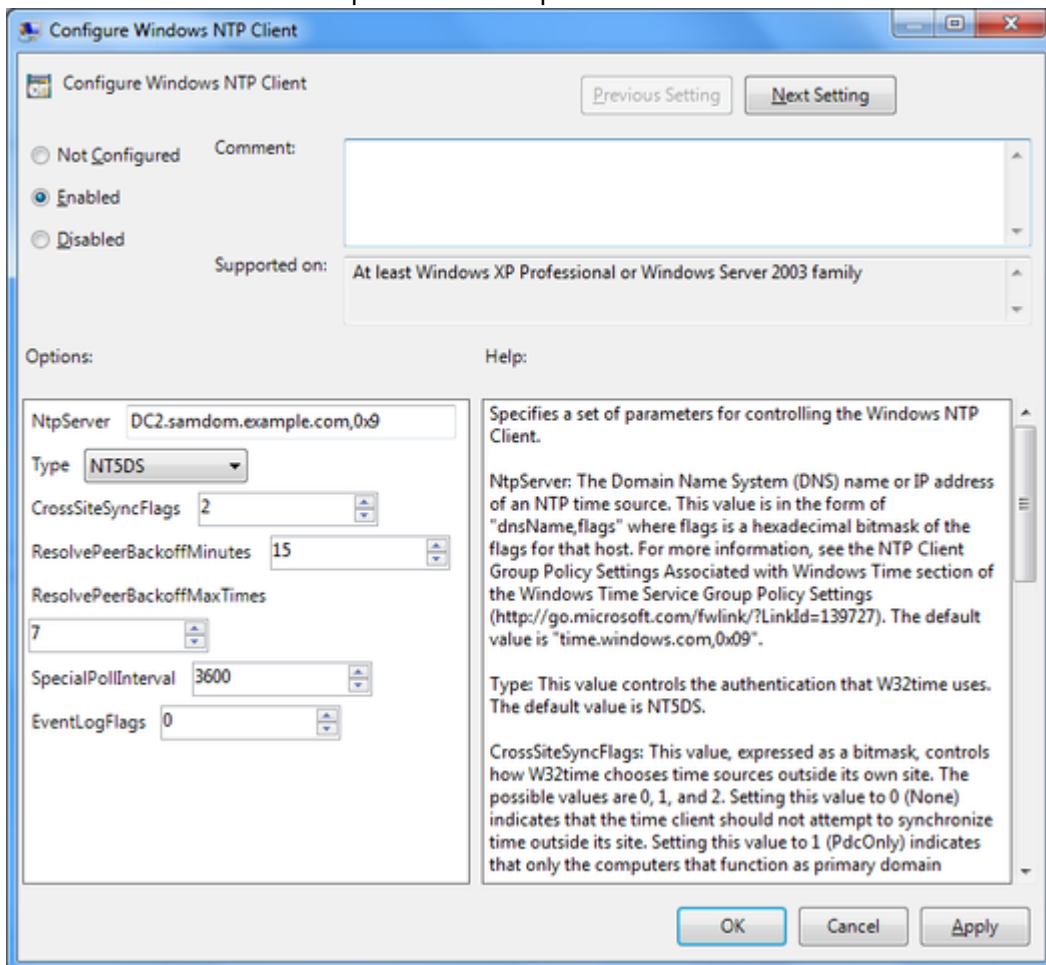 Configure Windows NTP Client
Configure Windows NTP Client
Previous Setting
Next Setting
Not Configured
Comment:
Enabled
Disabled
Supported on:
At least Windows XP Professional or Windows Server 2003 family
Options:
Help:
NtpServer DC2.samdom.example.com,0x9
Type NT5DS
CrossSiteSyncFlags 2
ResolvePeerBackoffMinutes 15
ResolvePeerBackoffMaxTimes
7
SpecialPollInterval 3600
EventLogFlags 0
Specifies a set of parameters for controlling the Windows NTP
Client.
NtpServer: The Domain Name System (DNS) name or IP address
of an NTP time source. This value is in the form of
"dnsName,flags" where flags is a hexadecimal bitmask of the
flags for that host. For more information, see the NTP Client
Group Policy Settings Associated with Windows Time section of
the Windows Time Service Group Policy Settings
(http://go.microsoft.com/fwlink/?LinkId=139727). The default
value is "time.windows.com,0x09".
Type: This value controls the authentication that W32time uses.
The default value is NT5DS.
CrossSiteSyncFlags: This value, expressed as a bitmask, controls
how W32time chooses time sources outside its own site. The
possible values are 0, 1, and 2. Setting this value to 0 (None)
indicates that the time client should not attempt to synchronize
time outside its site. Setting this value to 1 (PdcOnly) indicates
that only the computers that function as primary domain
OK
Cancel
Apply